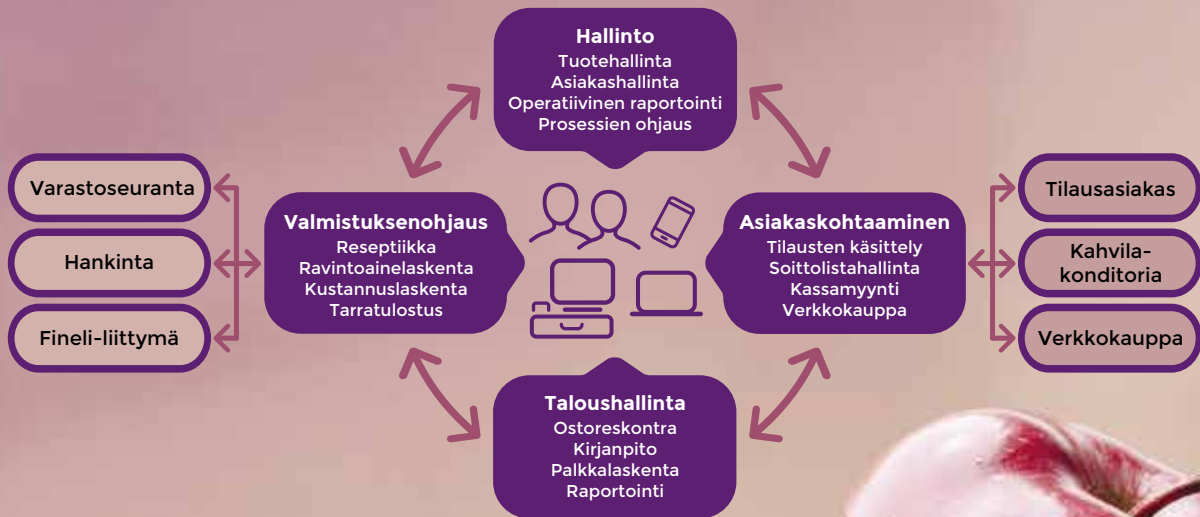 Hallinto
Tuotehallinta
Asiakashallinta
Operatiivinen raportointi
Prosessien ohjaus
Varastoseuranta
Hankinta
Fineli-liittymä
Valmistuksenohjaus
Reseptiikka
Ravintoainelaskenta
Kustannuslaskenta
Tarratulostus
Asiakaskohtaaminen
Tilausten käsittely
Soittolistahallinta
Kassamyynti
Verkkokauppa
Tilausasiakas
Kahvila-
konditoria
Verkkokauppa
Taloushallinta
Ostoreskontra
Kirjanpito
Palkkalaskenta
Raportointi